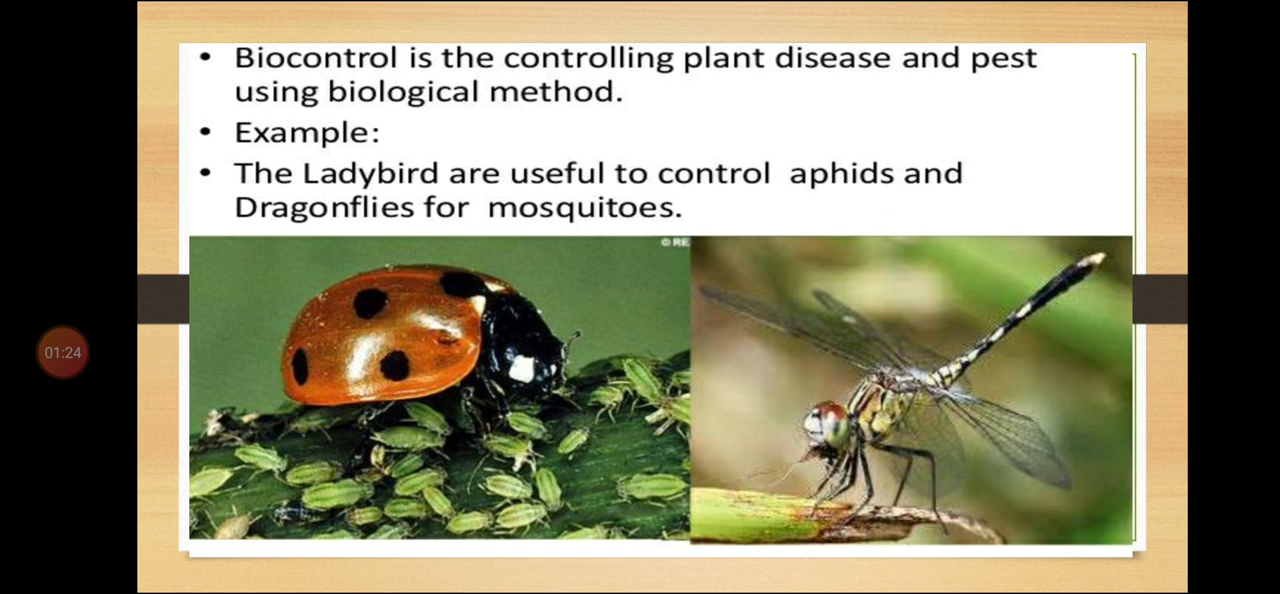 • Biocontrol is the controlling plant disease and pest
using biological method.
• Example:
• The Ladybird are useful to control aphids and
Dragonflies for mosquitoes.
© RE
01:24